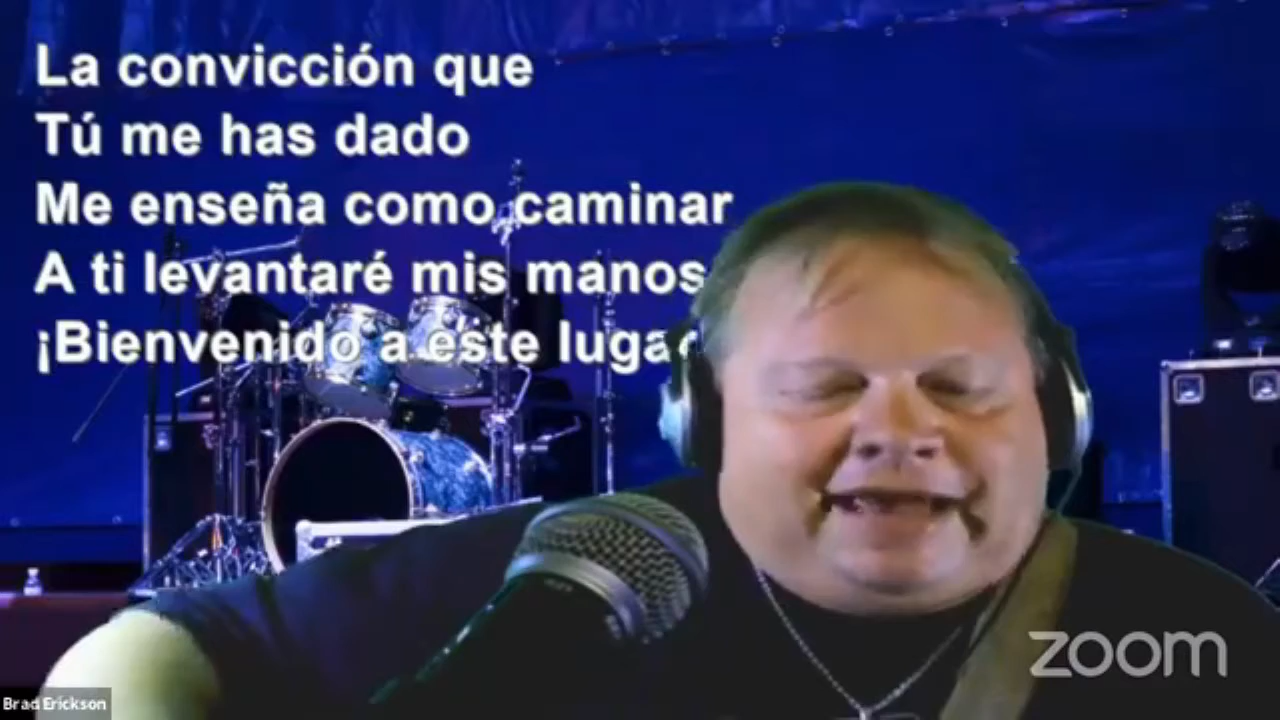 La convicción que
Tú me has dado
Me enseña como caminar
A ti levantaré mis manos
¡Bienvenido a este lugar
zoom
Brad Erickson